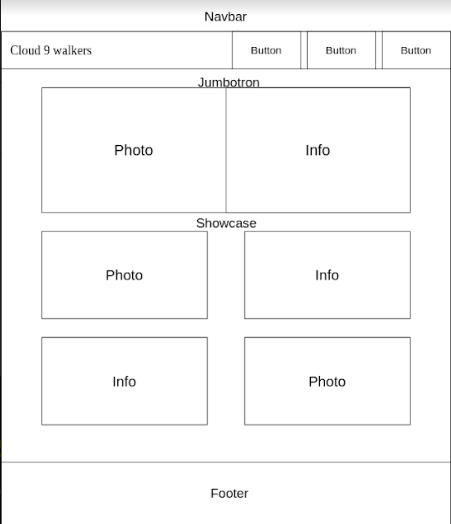 Navbar
Cloud 9 walkers Button Button Button
Jumbotron
Photo Info
Showcase
Photo Info
Info Photo
Footer